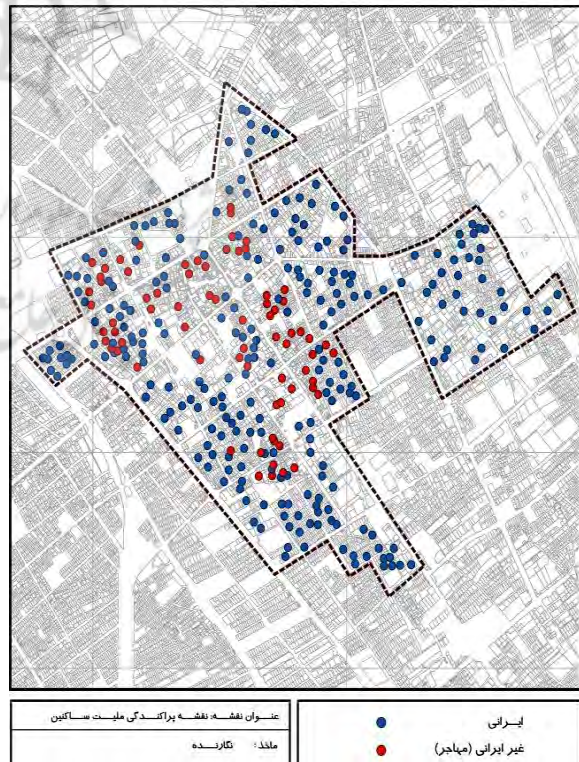 عنوان نقشه: نقشه پراکندگی ملیت ساکنین
ماخذ: نگارنده
ایرانی
غیر ایرانی (مهاجر)